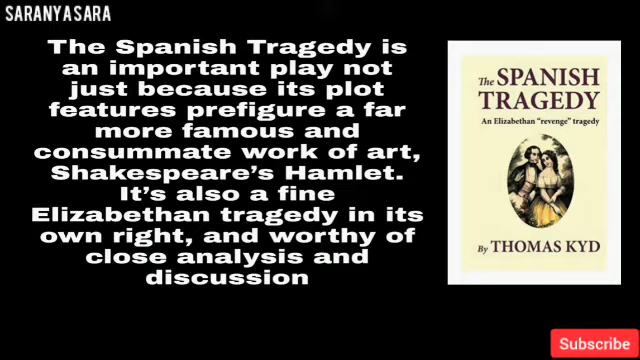 SARANYA SARA
The Spanish Tragedy is
an important play not
just because its plot
features prefigure a far
more famous and
consummate work of art,
Shakespeare's Hamlet.
It's also a fine
Elizabethan tragedy in its
own right, and worthy of
close analysis and
discussion
The SPANISH
TRAGEDY
An Elizabethan "revenge" tragedy
By THOMAS KYD
Subscribe